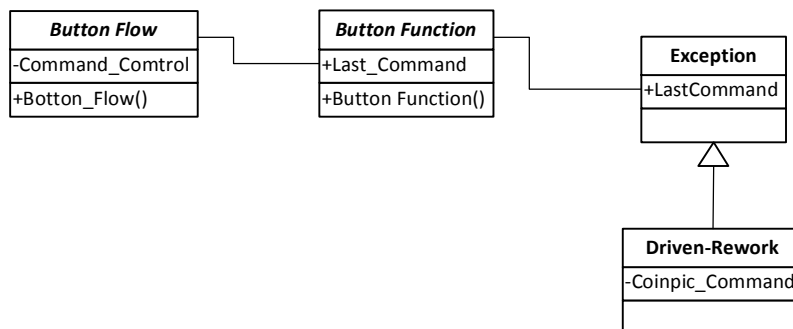 Button Flow
-Command_Comtrol
+Botton_Flow()
Button Function
+Last_Command
+Button Function()
Exception
+LastCommand
Driven-Rework
-Coinpic_Command